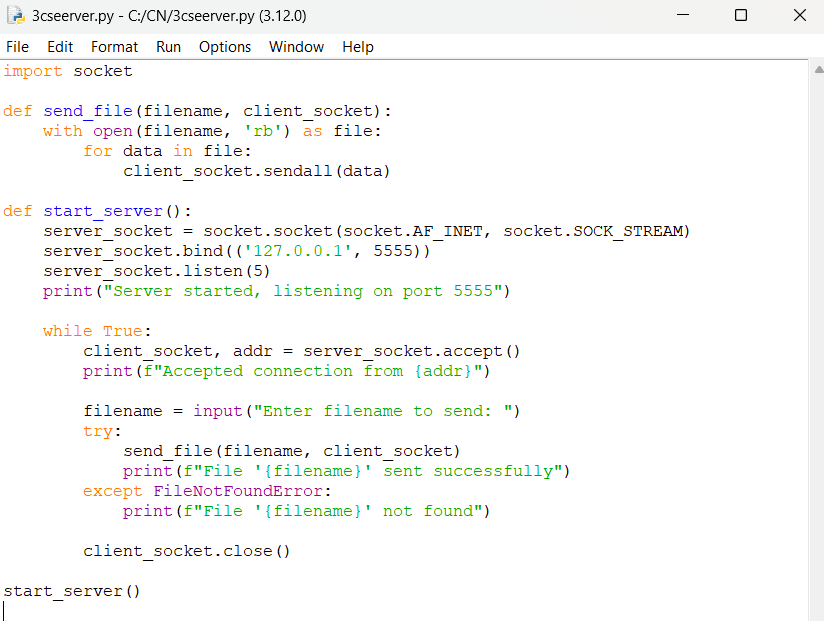 3cseerver.py - C:/CN/3cseerver.py (3.12.0)
File Edit Format Run Options Window Help
import socket

def send_file(filename, client_socket):
    with open(filename, 'rb') as file:
        for data in file:
            client_socket.sendall(data)

def start_server():
    server_socket = socket.socket(socket.AF_INET, socket.SOCK_STREAM)
    server_socket.bind(('127.0.0.1', 5555))
    server_socket.listen(5)
    print("Server started, listening on port 5555")

    while True:
        client_socket, addr = server_socket.accept()
        print(f"Accepted connection from {addr}")

        filename = input("Enter filename to send: ")
        try:
            send_file(filename, client_socket)
            print(f"File '{filename}' sent successfully")
        except FileNotFoundError:
            print(f"File '{filename}' not found")

        client_socket.close()

start_server()